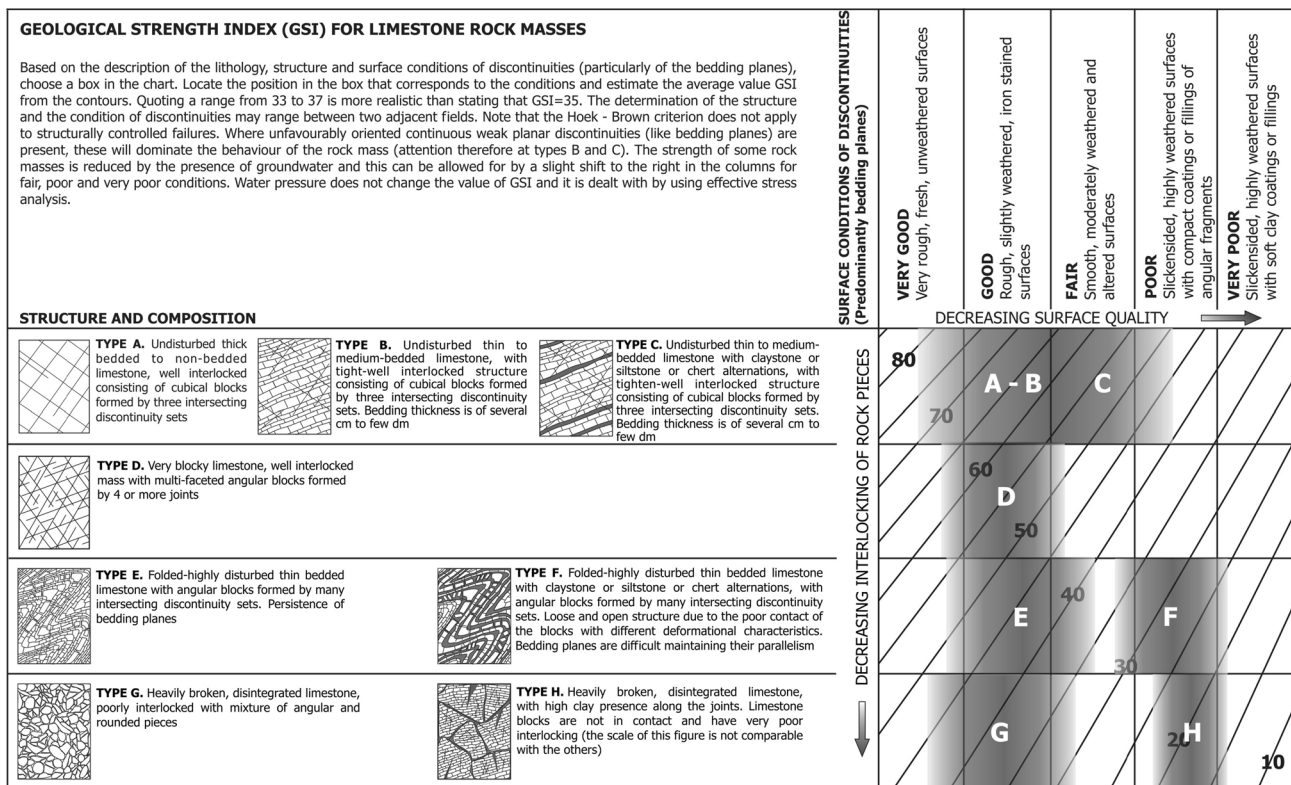 GEOLOGICAL STRENGTH INDEX (GSI) FOR LIMESTONE ROCK MASSES
Based on the description of the lithology, structure and surface conditions of discontinuities (particularly of the bedding planes),
choose a box in the chart. Locate the position in the box that corresponds to the conditions and estimate the average value GSI
from the contours. Quoting a range from 33 to 37 is more realistic than stating that GSI=35. The determination of the structure
and the condition of discontinuities may range between two adjacent fields. Note that the Hoek - Brown criterion does not apply
to structurally controlled failures. Where unfavourably oriented continuous weak planar discontinuities (like bedding planes) are
present, these will dominate the behaviour of the rock mass (attention therefore at types B and C). The strength of some rock
masses is reduced by the presence of groundwater and this can be allowed for by a slight shift to the right in the columns for
fair, poor and very poor conditions. Water pressure does not change the value of GSI and it is dealt with by using effective stress
analysis.
SURFACE CONDITIONS OF DISCONTINUITIES
(Predominantly bedding planes)
VERY GOOD
Very rough, fresh, unweathered surfaces
GOOD
Rough, slightly weathered, iron stained
surfaces
FAIR
Smooth, moderately weathered and
altered surfaces
POOR
Slickensided, highly weathered surfaces
with compact coatings or fillings of
angular fragments
VERY POOR
Slickensided, highly weathered surfaces
with soft clay coatings or fillings
STRUCTURE AND COMPOSITION
DECREASING SURFACE QUALITY
TYPE A. Undisturbed thick
bedded to non-bedded
limestone, well interlocked
consisting of cubical blocks
formed by three intersecting
discontinuity sets
TYPE B. Undisturbed thin to
medium-bedded limestone, with
tight-well interlocked structure
consisting of cubical blocks formed
by three intersecting discontinuity
sets. Bedding thickness is of several
cm to few dm
TYPE C. Undisturbed thin to medium-
bedded limestone with claystone or
siltstone or chert alternations, with
tighten-well interlocked structure
consisting of cubical blocks formed by
three intersecting discontinuity sets.
Bedding thickness is of several cm to
few dm
DECREASING INTERLOCKING OF ROCK PIECES
80
A - B
C
70
TYPE D. Very blocky limestone, well interlocked
mass with multi-faceted angular blocks formed
by 4 or more joints
60
D
50
TYPE E. Folded-highly disturbed thin bedded
limestone with angular blocks formed by many
intersecting discontinuity sets. Persistence of
bedding planes
TYPE F. Folded-highly disturbed thin bedded limestone
with claystone or siltstone or chert alternations, with
angular blocks formed by many intersecting discontinuity
sets. Loose and open structure due to the poor contact of
the blocks with different deformational characteristics.
Bedding planes are difficult maintaining their parallelism
40
E
F
30
TYPE G. Heavily broken, disintegrated limestone,
poorly interlocked with mixture of angular and
rounded pieces
TYPE H. Heavily broken, disintegrated limestone,
with high clay presence along the joints. Limestone
blocks are not in contact and have very poor
interlocking (the scale of this figure is not comparable
with the others)
G
20
H
10